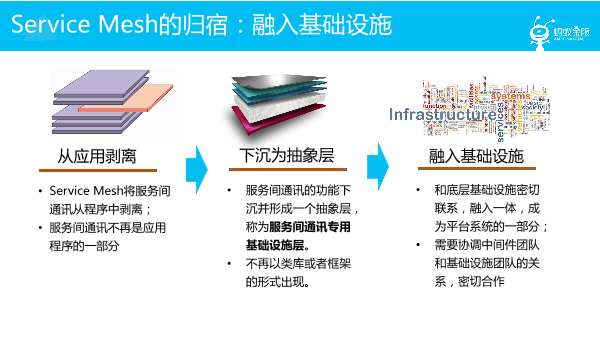 Service Mesh的归宿：融入基础设施
蚂蚁金服
ANT FINANCIAL
function
facilities
systems
basic
society
Infrastructure
services
从应用剥离
下沉为抽象层
融入基础设施
• Service Mesh将服务间
通讯从程序中剥离；
• 服务间通讯不再是应用
程序的一部分
• 服务间通讯的功能下
沉并形成一个抽象层，
称为服务间通讯专用
基础设施层。
• 不再以类库或者框架
的形式出现。
• 和底层基础设施密切
联系，融入一体，成
为平台系统的一部分；
• 需要协调中间件团队
和基础设施团队的关
系，密切合作